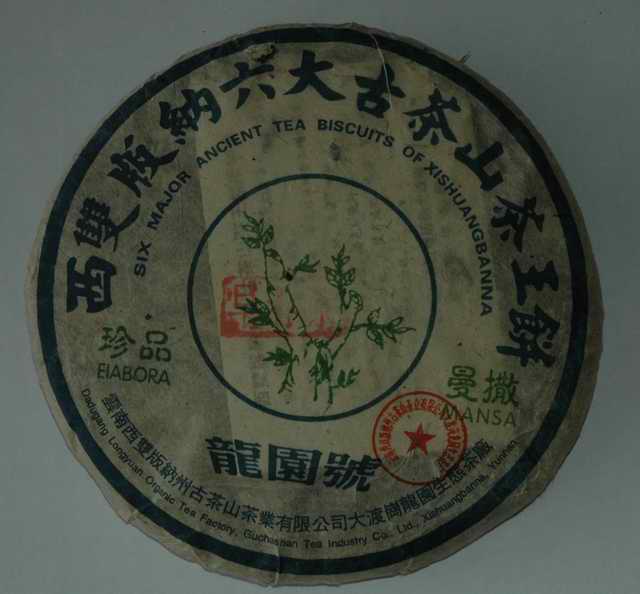 西雙版納六大古茶山茶王餅
SIX MAJOR ANCIENT TEA BISCUITS OF XISHUANGBANNA
珍品
ElABORA
曼撒
MANSA
龍園號
雲南西雙版納州古茶山茶業有限公司大渡崗龍園生態茶廠
Dadugang Longruan Organic Tea Factory, Guchashan Tea Industry Co., Ltd., Xishuangbanna, Yunnan